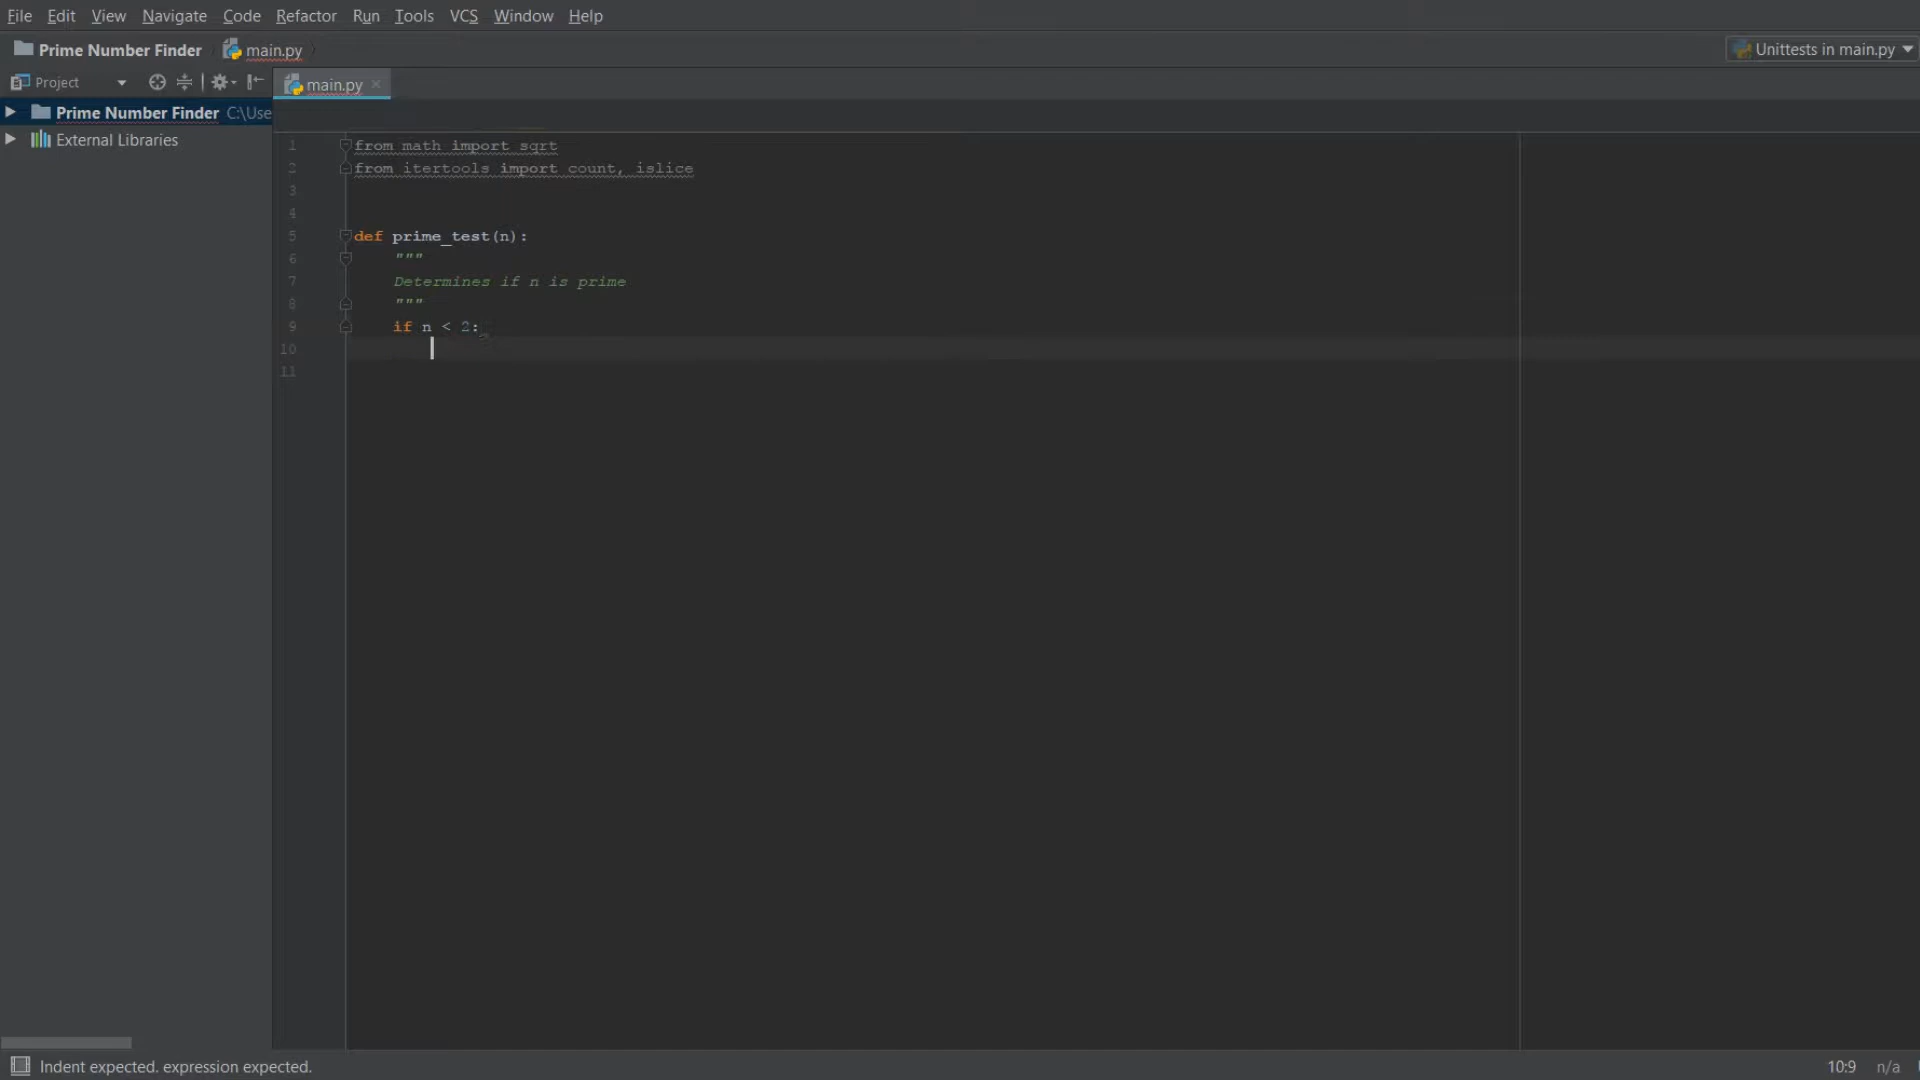 File Edit View Navigate Code Refactor Run Tools VCS Window Help
Prime Number Finder main.py Unittests in main.py
Project main.py
Prime Number Finder C:\Use
External Libraries
1 from math import sqrt
2 from itertools import count, islice
3
4
5 def prime_test(n):
6 """
7 Determines if n is prime
8 """
9 if n < 2:
10
11
Indent expected. expression expected. 10:9 n/a